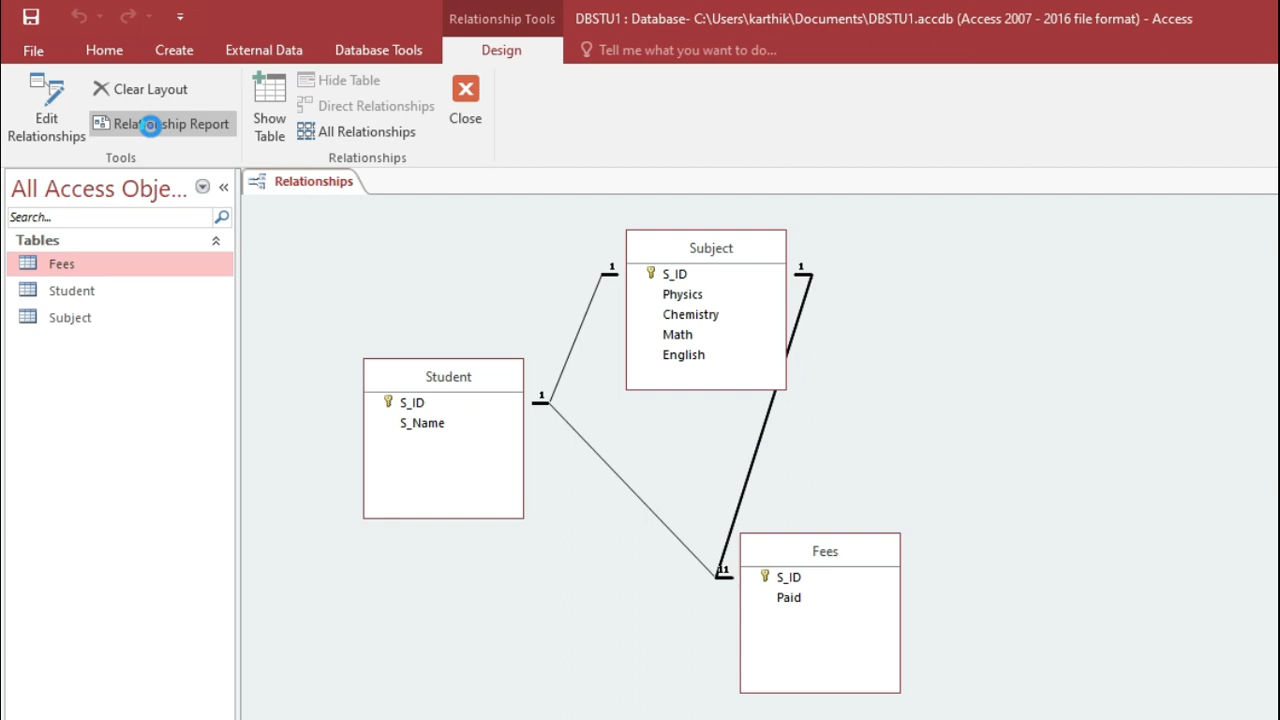 Relationship Tools
DBSTU1 : Database- C:\Users\karthik\Documents\DBSTU1.accdb (Access 2007 - 2016 file format) - Access
File
Home
Create
External Data
Database Tools
Design
Tell me what you want to do...
Edit
Relationships
Clear Layout
Relationship Report
Tools
Show
Table
Hide Table
Direct Relationships
All Relationships
Relationships
Close
All Access Obje...
«
Search...
Tables
Fees
Student
Subject
Relationships
Subject
S_ID
Physics
Chemistry
Math
English
1
1
Student
S_ID
S_Name
1
Fees
S_ID
Paid
11